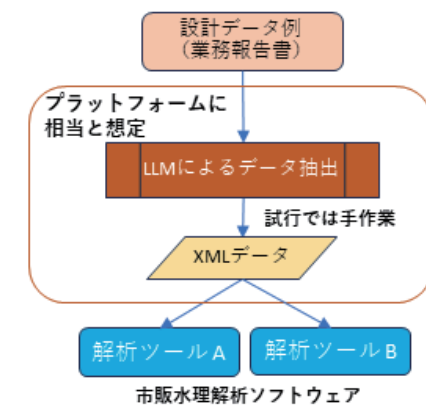 設計データ例
(業務報告書)
プラットフォームに
相当と想定
LLMによるデータ抽出
試行では手作業
XMLデータ
解析ツールA
解析ツールB
市販水理解析ソフトウェア